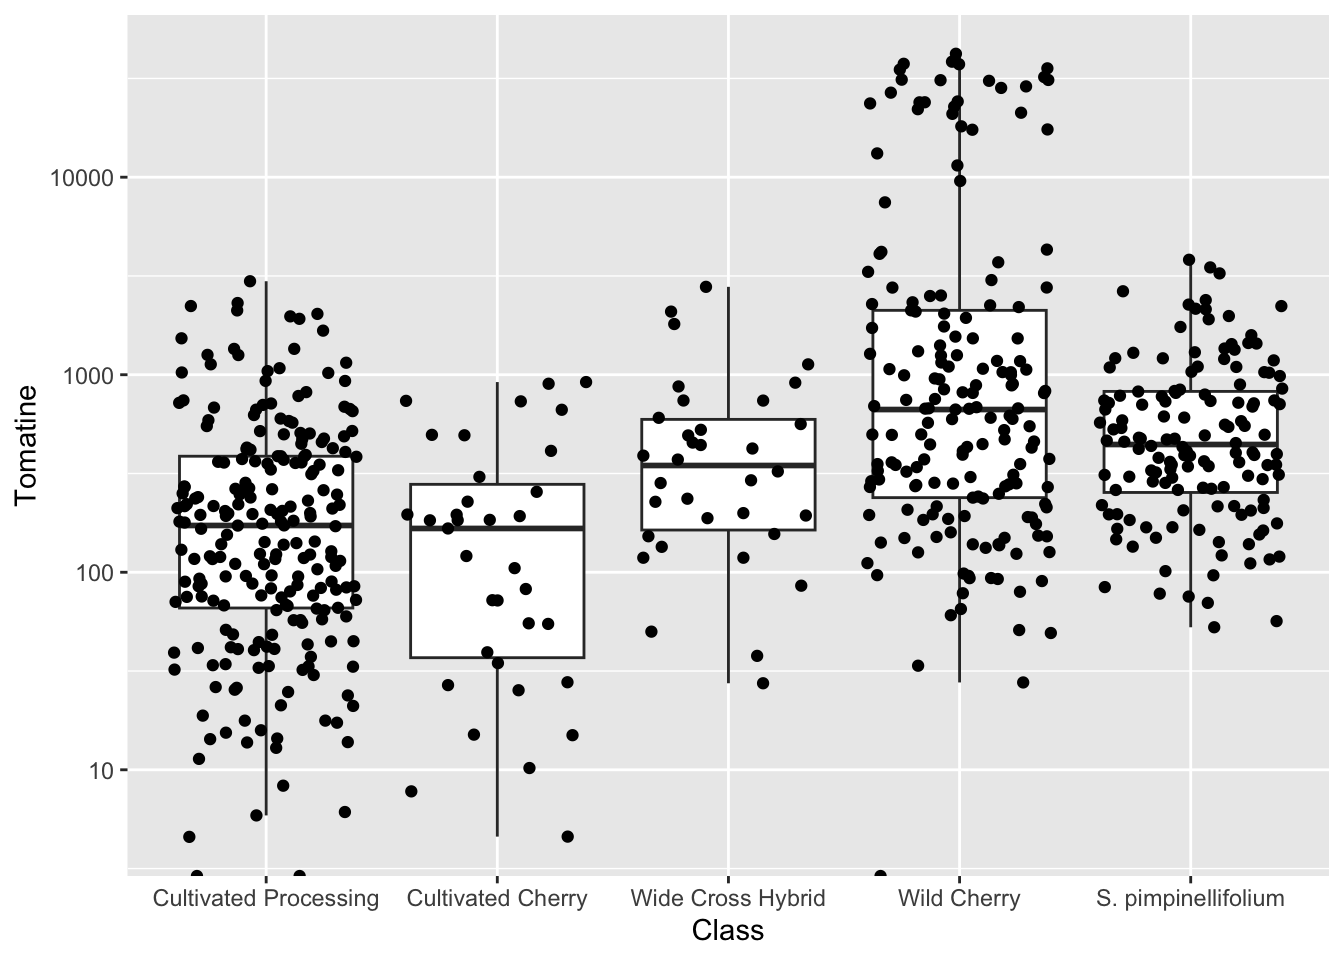 Tomatine
10000
1000
100
10
Cultivated Processing
Cultivated Cherry
Wide Cross Hybrid
Wild Cherry
S. pimpinellifolium
Class